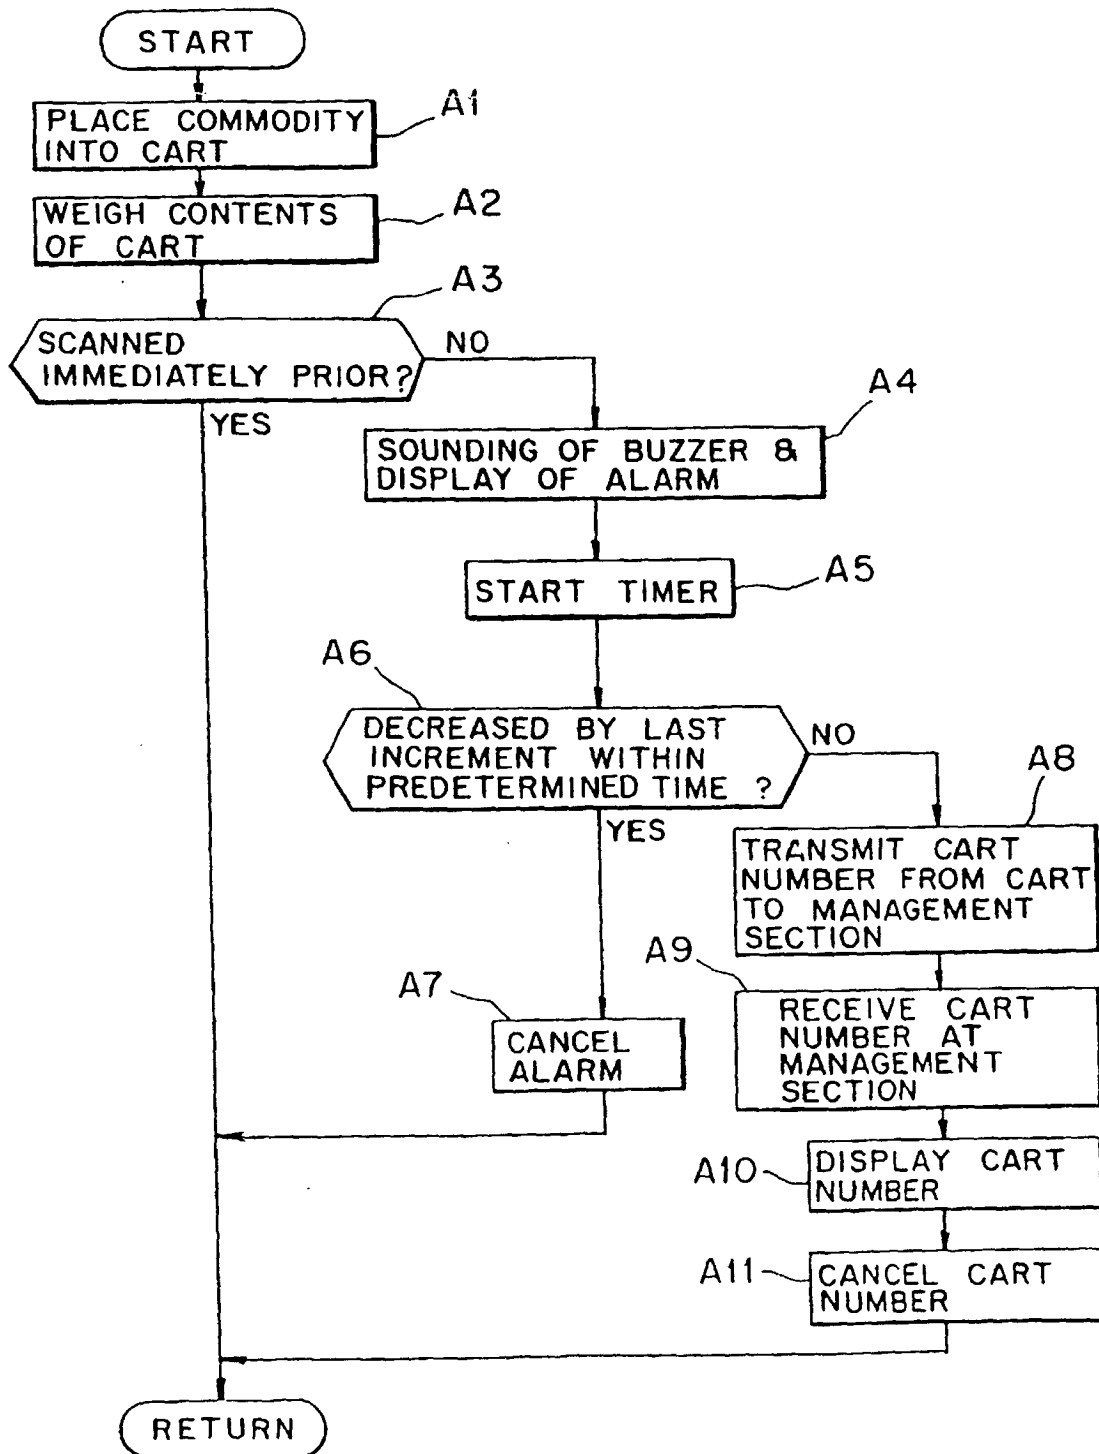 START
A1
PLACE COMMODITY
INTO CART
A2
WEIGH CONTENTS
OF CART
A3
SCANNED
IMMEDIATELY PRIOR?
NO
YES
A4
SOUNDING OF BUZZER &
DISPLAY OF ALARM
A5
START TIMER
A6
DECREASED BY LAST
INCREMENT WITHIN
PREDETERMINED TIME ?
NO
YES
A8
TRANSMIT CART
NUMBER FROM CART
TO MANAGEMENT
SECTION
A7
CANCEL
ALARM
A9
RECEIVE CART
NUMBER AT
MANAGEMENT
SECTION
A10
DISPLAY CART
NUMBER
A11
CANCEL CART
NUMBER
RETURN